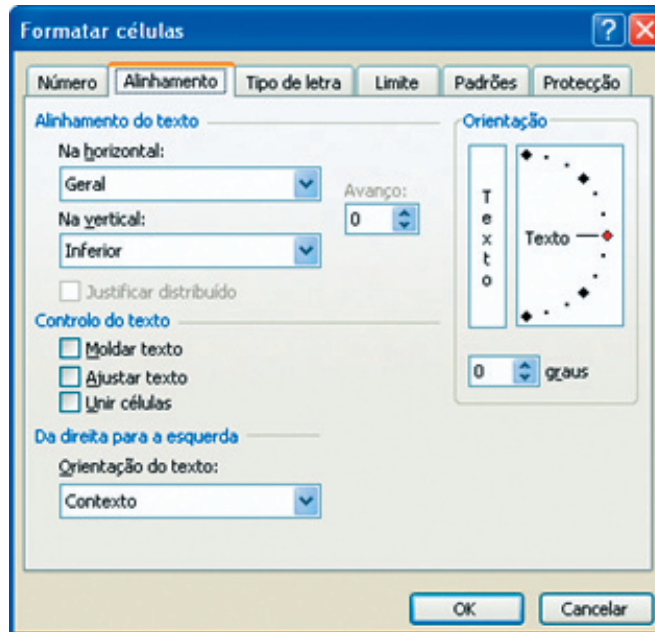 Formatar células
Número Alinhamento Tipo de letra Limite Padrões Protecção
Alinhamento do texto
Na horizontal:
Geral
Avanço:
0
Na vertical:
Inferior
Justificar distribuído
Controlo do texto
Moldar texto
Ajustar texto
Unir células
Da direita para a esquerda
Orientação do texto:
Contexto
Orientação
Texto
Texto
0 graus
OK Cancelar